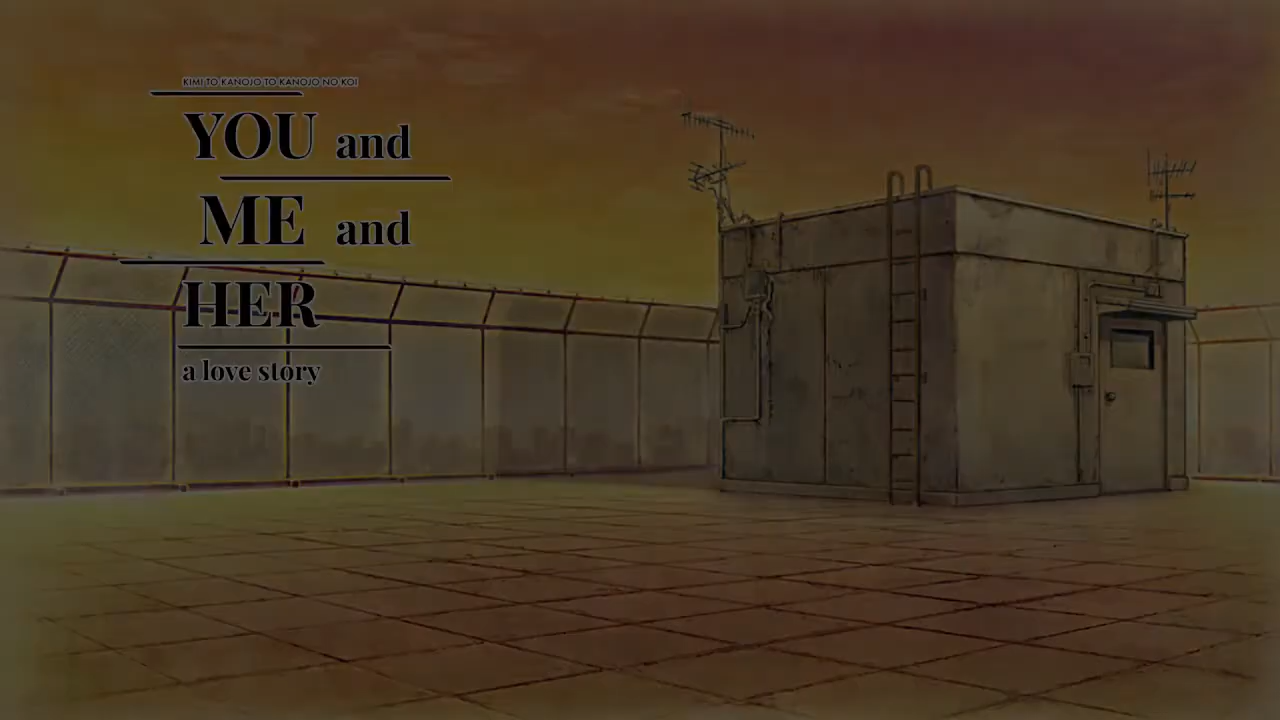 KIMI TO KANOJO TO KANOJO NO KOI
YOU and
ME and
HER
a love story